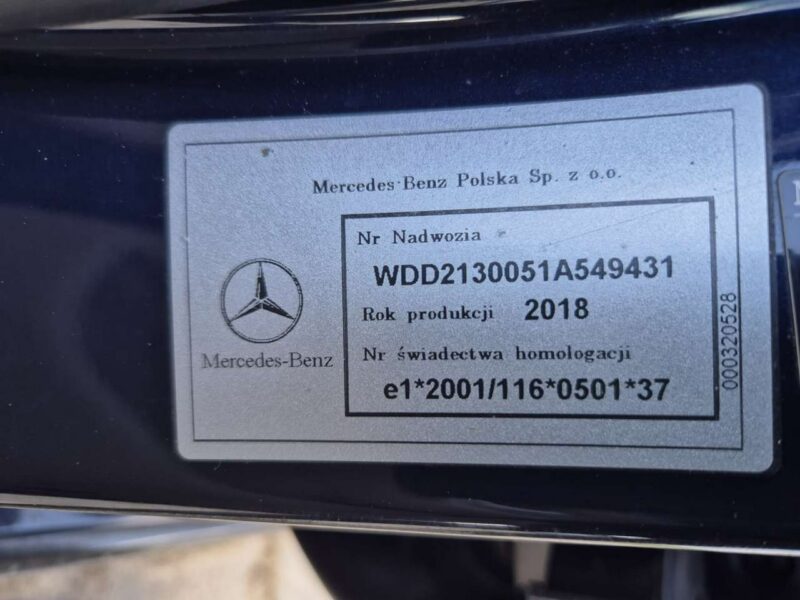 Mercedes-Benz Polska Sp. z o.o.
Nr Nadwozia
WDD2130051A549431
Rok produkcji 2018
Nr świadectwa homologacji
e1*2001/116*0501*37
Mercedes-Benz
000320528